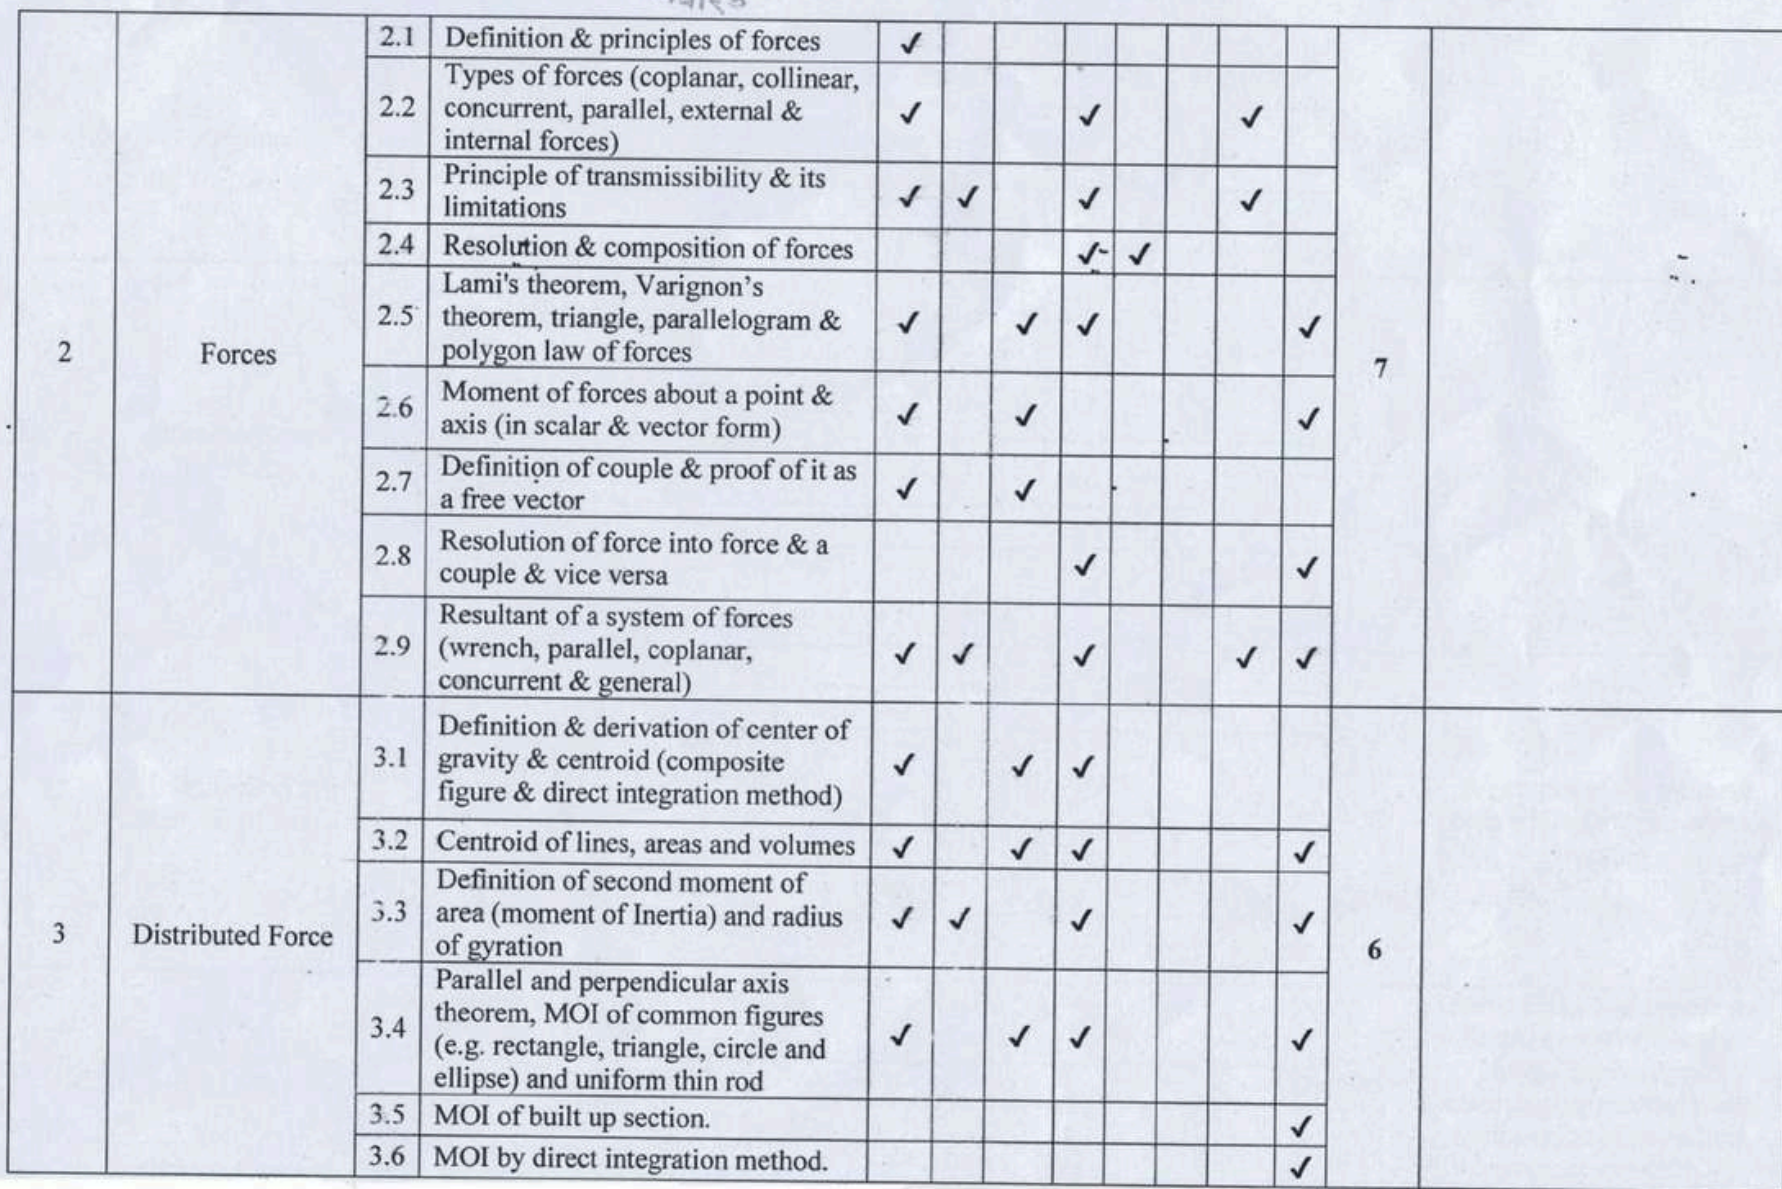 2.1 Definition & principles of forces ✓
Types of forces (coplanar, collinear,
2.2 concurrent, parallel, external & ✓ ✓ ✓
internal forces)
2.3 Principle of transmissibility & its ✓ ✓ ✓ ✓
limitations
2.4 Resolution & composition of forces ✓ ✓
Lami's theorem, Varignon's
2.5 theorem, triangle, parallelogram & ✓ ✓ ✓ ✓
polygon law of forces
2 Forces 7
2.6 Moment of forces about a point & ✓ ✓ ✓
axis (in scalar & vector form)
2.7 Definition of couple & proof of it as ✓ ✓
a free vector
2.8 Resolution of force into force & a ✓ ✓
couple & vice versa
Resultant of a system of forces
2.9 (wrench, parallel, coplanar, ✓ ✓ ✓ ✓ ✓
concurrent & general)
Definition & derivation of center of
3.1 gravity & centroid (composite ✓ ✓ ✓
figure & direct integration method)
3.2 Centroid of lines, areas and volumes ✓ ✓ ✓ ✓
Definition of second moment of
3.3 area (moment of Inertia) and radius ✓ ✓ ✓ ✓
3 Distributed Force 6
of gyration
Parallel and perpendicular axis
3.4 theorem, MOI of common figures ✓ ✓ ✓ ✓
(e.g. rectangle, triangle, circle and
ellipse) and uniform thin rod
3.5 MOI of built up section. ✓
3.6 MOI by direct integration method. ✓